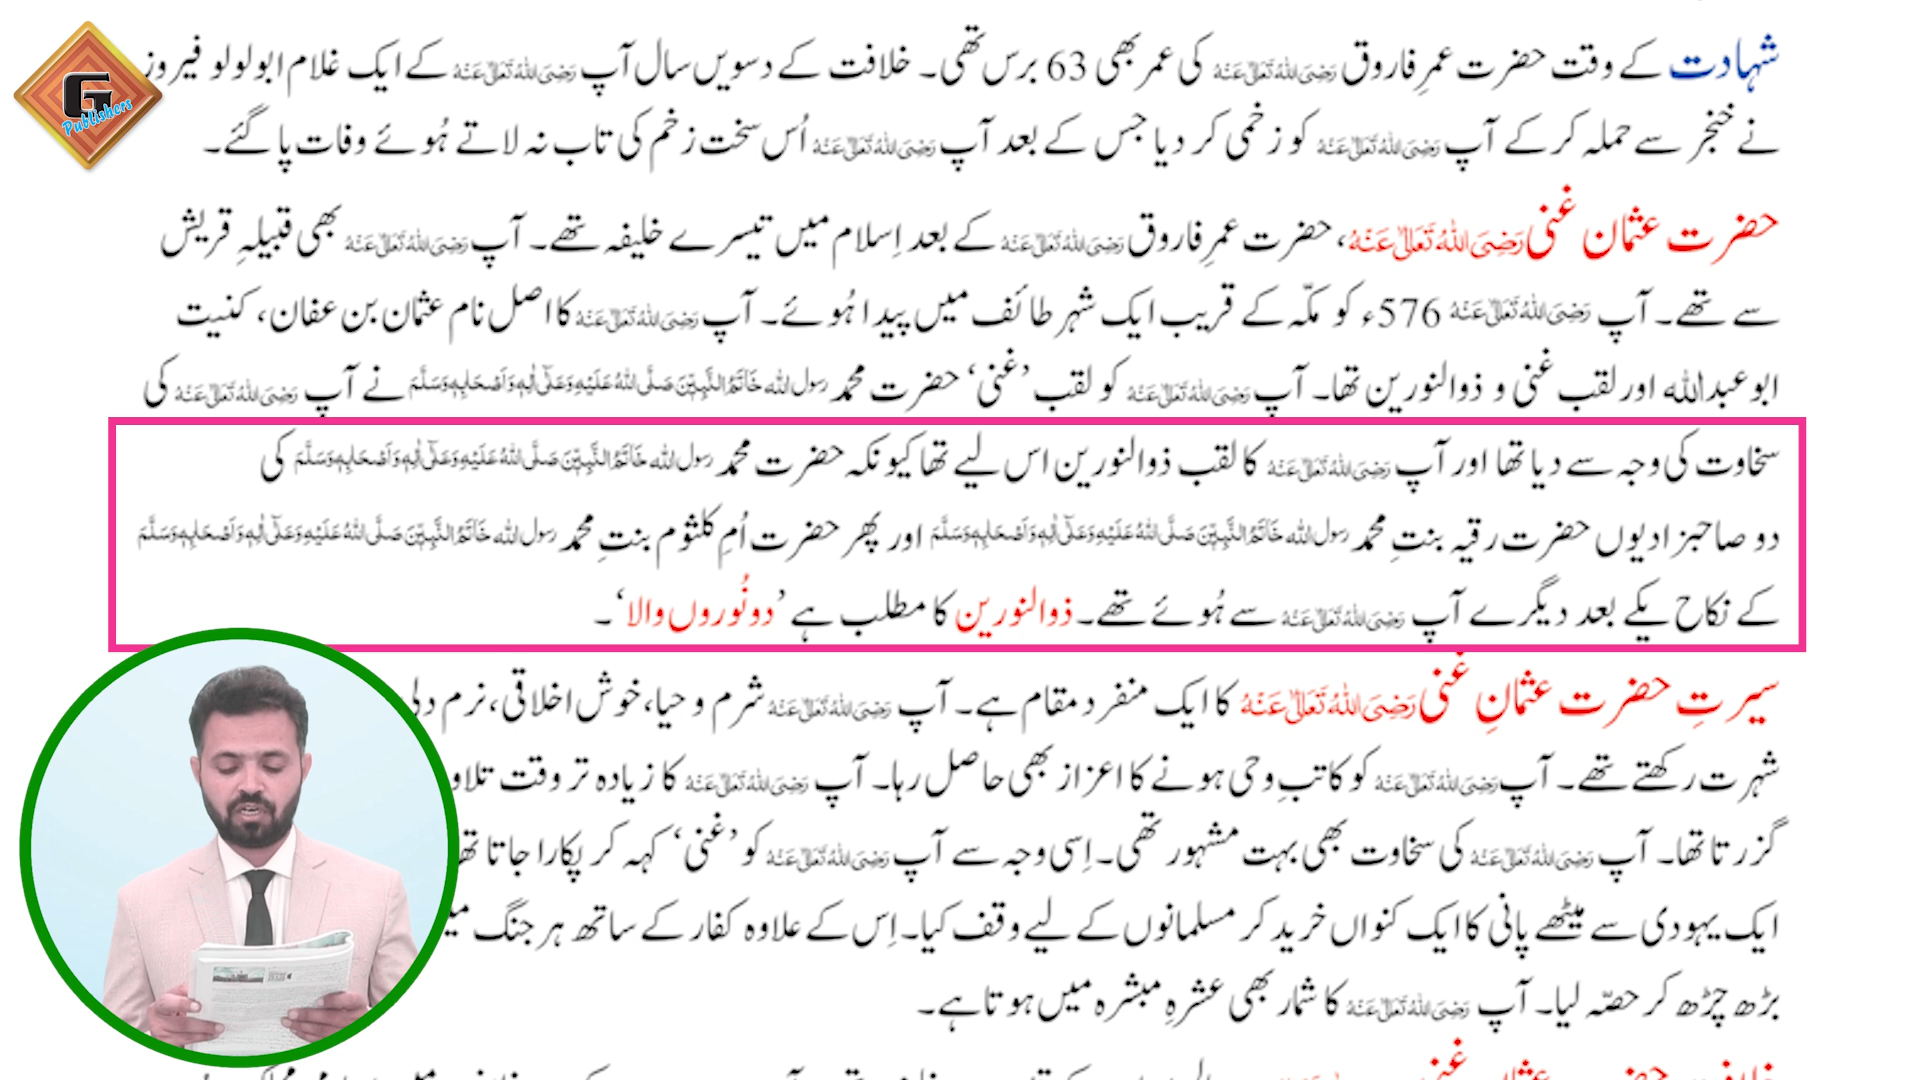 G
Publishers
شہادت کے وقت حضرت عمرِ فاروق رَضِیَ اللّٰہُ تَعَالٰی عَنْہُ کی عمر بھی 63 برس تھی۔ خلافت کے دسویں سال آپ رَضِیَ اللّٰہُ تَعَالٰی عَنْہُ کے ایک غلام ابولولو فیروز
نے خنجر سے حملہ کر کے آپ رَضِیَ اللّٰہُ تَعَالٰی عَنْہُ کو زخمی کر دیا جس کے بعد آپ رَضِیَ اللّٰہُ تَعَالٰی عَنْہُ اُس سخت زخم کی تاب نہ لاتے ہُوئے وفات پا گئے۔
حضرت عثمان غنی رَضِیَ اللّٰہُ تَعَالٰی عَنْہُ، حضرت عمرِ فاروق رَضِیَ اللّٰہُ تَعَالٰی عَنْہُ کے بعد اِسلام میں تیسرے خلیفہ تھے۔ آپ رَضِیَ اللّٰہُ تَعَالٰی عَنْہُ بھی قبیلہِ قریش
سے تھے۔ آپ رَضِیَ اللّٰہُ تَعَالٰی عَنْہُ 576ء کو مکّہ کے قریب ایک شہر طائف میں پیدا ہُوئے۔ آپ رَضِیَ اللّٰہُ تَعَالٰی عَنْہُ کا اصل نام عثمان بن عفان، کنیت
ابو عبداللہ اور لقب غنی و ذوالنورین تھا۔ آپ رَضِیَ اللّٰہُ تَعَالٰی عَنْہُ کو لقب ’غنی‘ حضرت محمد رسول اللہ خَاتَمُ النَّبِیّٖنَ صَلَّی اللّٰہُ عَلَیْہِ وَعَلٰٓی اٰلِہٖ وَاَصْحَابِہٖ وَسَلَّمَ نے آپ رَضِیَ اللّٰہُ تَعَالٰی عَنْہُ کی
سخاوت کی وجہ سے دیا تھا اور آپ رَضِیَ اللّٰہُ تَعَالٰی عَنْہُ کا لقب ذوالنورین اس لیے تھا کیونکہ حضرت محمد رسول اللہ خَاتَمُ النَّبِیّٖنَ صَلَّی اللّٰہُ عَلَیْہِ وَعَلٰٓی اٰلِہٖ وَاَصْحَابِہٖ وَسَلَّمَ کی
دو صاحبزادیوں حضرت رقیہ بنتِ محمد رسول اللہ خَاتَمُ النَّبِیّٖنَ صَلَّی اللّٰہُ عَلَیْہِ وَعَلٰٓی اٰلِہٖ وَاَصْحَابِہٖ وَسَلَّمَ اور پھر حضرت اُمِ کلثوم بنتِ محمد رسول اللہ خَاتَمُ النَّبِیّٖنَ صَلَّی اللّٰہُ عَلَیْہِ وَعَلٰٓی اٰلِہٖ وَاَصْحَابِہٖ وَسَلَّمَ
کے نکاح یکے بعد دیگرے آپ رَضِیَ اللّٰہُ تَعَالٰی عَنْہُ سے ہُوئے تھے۔ ذوالنورین کا مطلب ہے ’دو نُوروں والا‘۔
سیرتِ حضرت عثمانِ غنی رَضِیَ اللّٰہُ تَعَالٰی عَنْہُ کا ایک منفرد مقام ہے۔ آپ رَضِیَ اللّٰہُ تَعَالٰی عَنْہُ شرم و حیا، خوش اخلاقی، نرم دلی
شہرت رکھتے تھے۔ آپ رَضِیَ اللّٰہُ تَعَالٰی عَنْہُ کو کاتبِ وحی ہونے کا اعزاز بھی حاصل رہا۔ آپ رَضِیَ اللّٰہُ تَعَالٰی عَنْہُ کا زیادہ تر وقت تلاو
گزرتا تھا۔ آپ رَضِیَ اللّٰہُ تَعَالٰی عَنْہُ کی سخاوت بھی بہت مشہور تھی۔ اِسی وجہ سے آپ رَضِیَ اللّٰہُ تَعَالٰی عَنْہُ کو ’غنی‘ کہہ کر پکارا جاتا تھ
ایک یہودی سے میٹھے پانی کا ایک کنواں خرید کر مسلمانوں کے لیے وقف کیا۔ اِس کے علاوہ کفار کے ساتھ ہر جنگ میں
بڑھ چڑھ کر حصّہ لیا۔ آپ رَضِیَ اللّٰہُ تَعَالٰی عَنْہُ کا شمار بھی عشرہِ مبشرہ میں ہوتا ہے۔